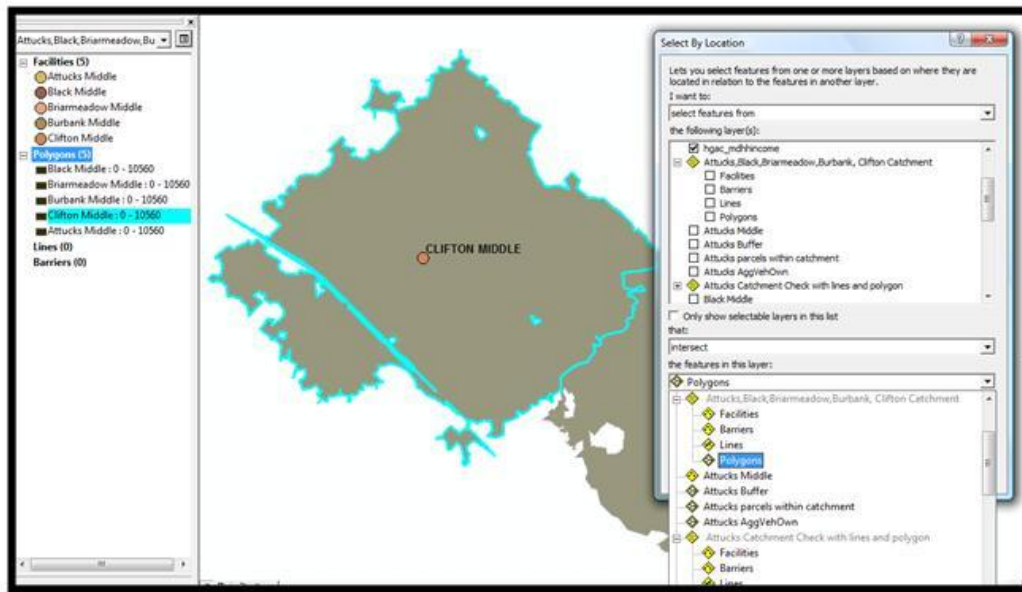 Attucks,Black,Briarmeadow,Bu
Facilities (5)
Attucks Middle
Black Middle
Briarmeadow Middle
Burbank Middle
Clifton Middle
Polygons (5)
Black Middle : 0 - 10560
Briarmeadow Middle : 0 - 10560
Burbank Middle : 0 - 10560
Clifton Middle : 0 - 10560
Attucks Middle : 0 - 10560
Lines (0)
Barriers (0)
CLIFTON MIDDLE
Select By Location
Lets you select features from one or more layers based on where they are
located in relation to the features in another layer.
I want to:
select features from
the following layer(s):
hgac_mdhhincome
Attucks,Black,Briarmeadow,Burbank, Clifton Catchment
Facilities
Barriers
Lines
Polygons
Attucks Middle
Attucks Buffer
Attucks parcels within catchment
Attucks AggVehOwn
Attucks Catchment Check with lines and polygon
Black Middle
Only show selectable layers in this list
that:
intersect
the features in this layer:
Polygons
Attucks,Black,Briarmeadow,Burbank, Clifton Catchment
Facilities
Barriers
Lines
Polygons
Attucks Middle
Attucks Buffer
Attucks parcels within catchment
Attucks AggVehOwn
Attucks Catchment Check with lines and polygon
Facilities
Barriers
Lines